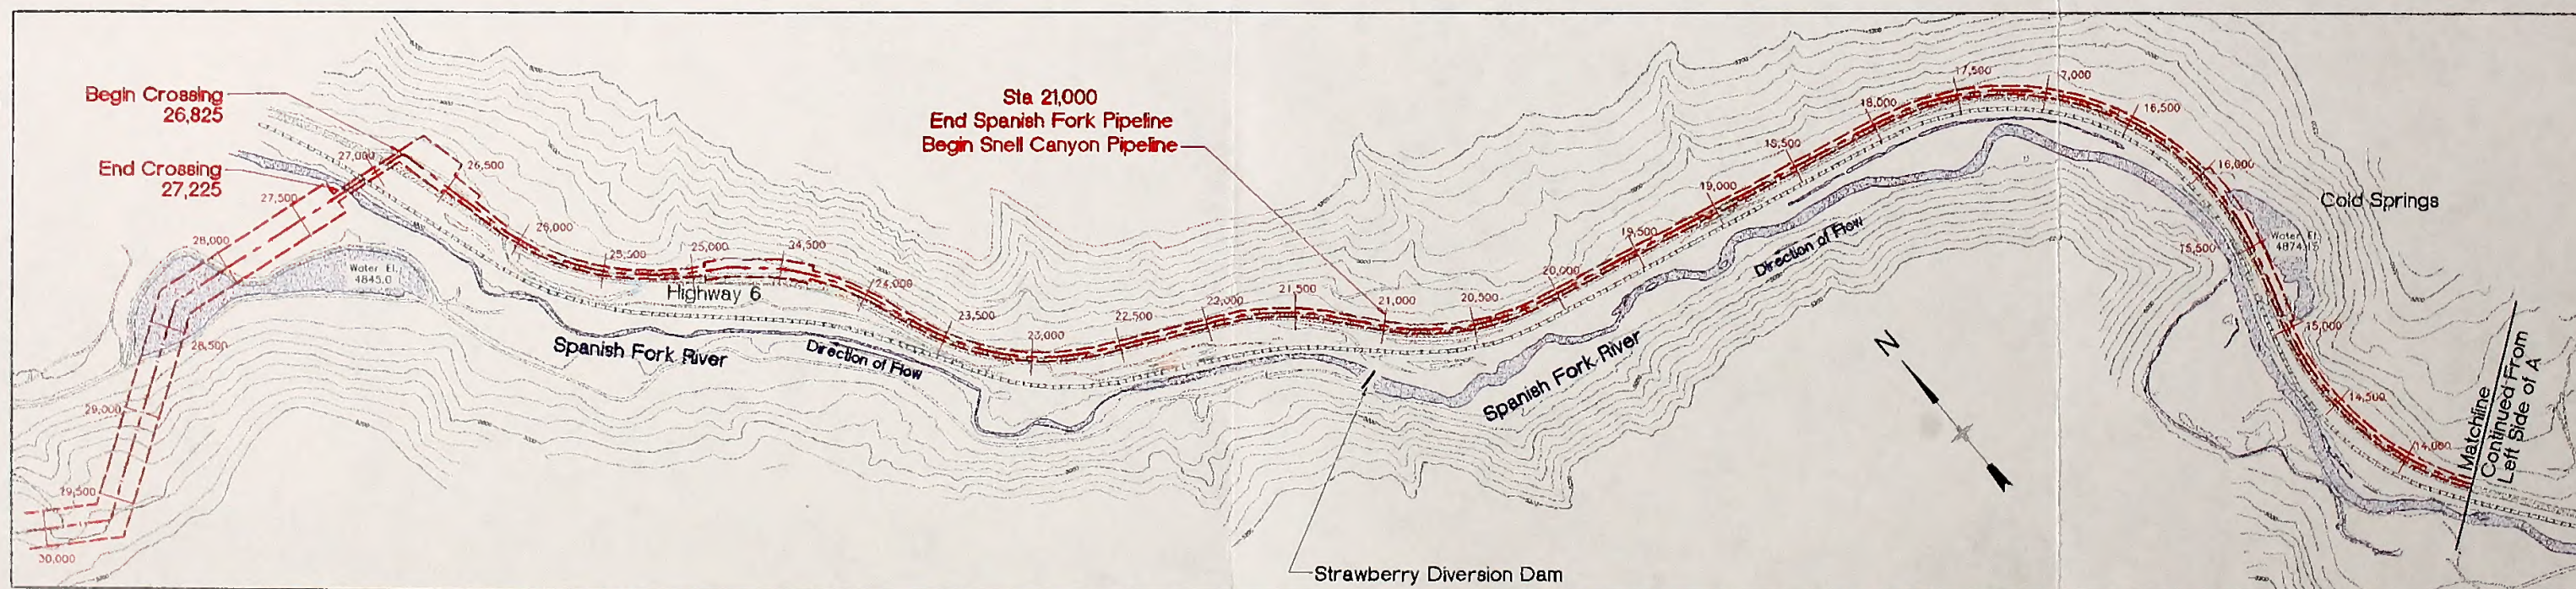 Begin Crossing
26,825
End Crossing
27,225
Sta 21,000
End Spanish Fork Pipeline
Begin Snell Canyon Pipeline
Cold Springs
Water El.
4874.15
Water El.
4845.0
Highway 6
Spanish Fork River
Direction of Flow
Spanish Fork River
Direction of Flow
Strawberry Diversion Dam
N
Matchline
Continued From
Left Side of A
30,000
29,500
29,000
28,500
28,000
27,500
27,000
26,500
26,000
25,500
25,000
24,500
24,000
23,500
23,000
22,500
22,000
21,500
21,000
20,500
20,000
19,500
19,000
18,500
18,000
17,500
7,000
16,500
16,000
15,500
15,000
14,500
14,000